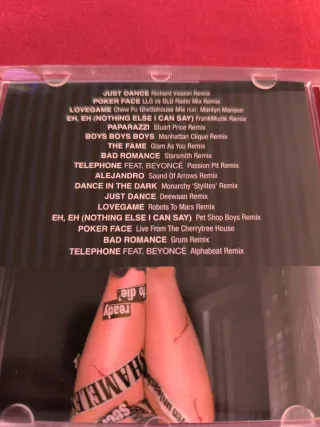 JUST DANCE Richard Vission Remix
POKER FACE LLG vs GLG Radio Mix Remix
LOVEGAME Chew Fu Ghettohouse Mix FEAT. Marilyn Manson
EH, EH (NOTHING ELSE I CAN SAY) FrankMuzik Remix
PAPARAZZI Stuart Price Remix
BOYS BOYS BOYS Manhattan Clique Remix
THE FAME Glam As You Remix
BAD ROMANCE Starsmith Remix
TELEPHONE FEAT. BEYONCÉ Passion Pit Remix
ALEJANDRO Sound Of Arrows Remix
DANCE IN THE DARK Monarchy 'Stylites' Remix
JUST DANCE Deewaan Remix
LOVEGAME Robots To Mars Remix
EH, EH (NOTHING ELSE I CAN SAY) Pet Shop Boys Remix
POKER FACE Live From The Cherrytree House
BAD ROMANCE Grum Remix
TELEPHONE FEAT. BEYONCÉ Alphabeat Remix
ready
to die'